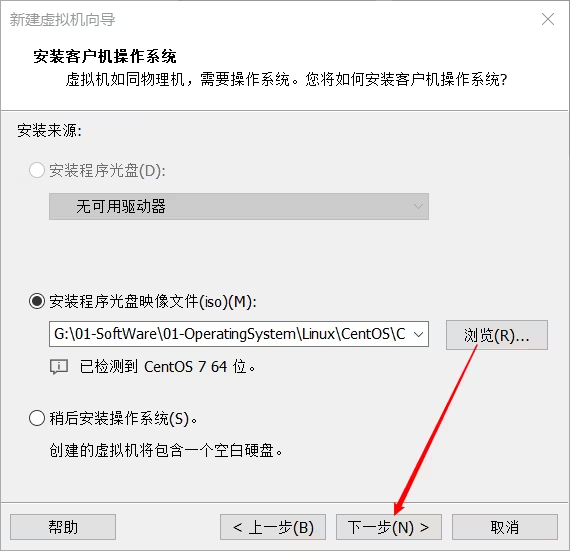 新建虚拟机向导
安装客户机操作系统
虚拟机如同物理机，需要操作系统。您将如何安装客户机操作系统?
安装来源:
安装程序光盘(D):
无可用驱动器
安装程序光盘映像文件(iso)(M):
G:\01-SoftWare\01-OperatingSystem\Linux\CentOS\C
浏览(R)...
已检测到 CentOS 7 64 位。
稍后安装操作系统(S)。
创建的虚拟机将包含一个空白硬盘。
帮助
< 上一步(B)
下一步(N) >
取消